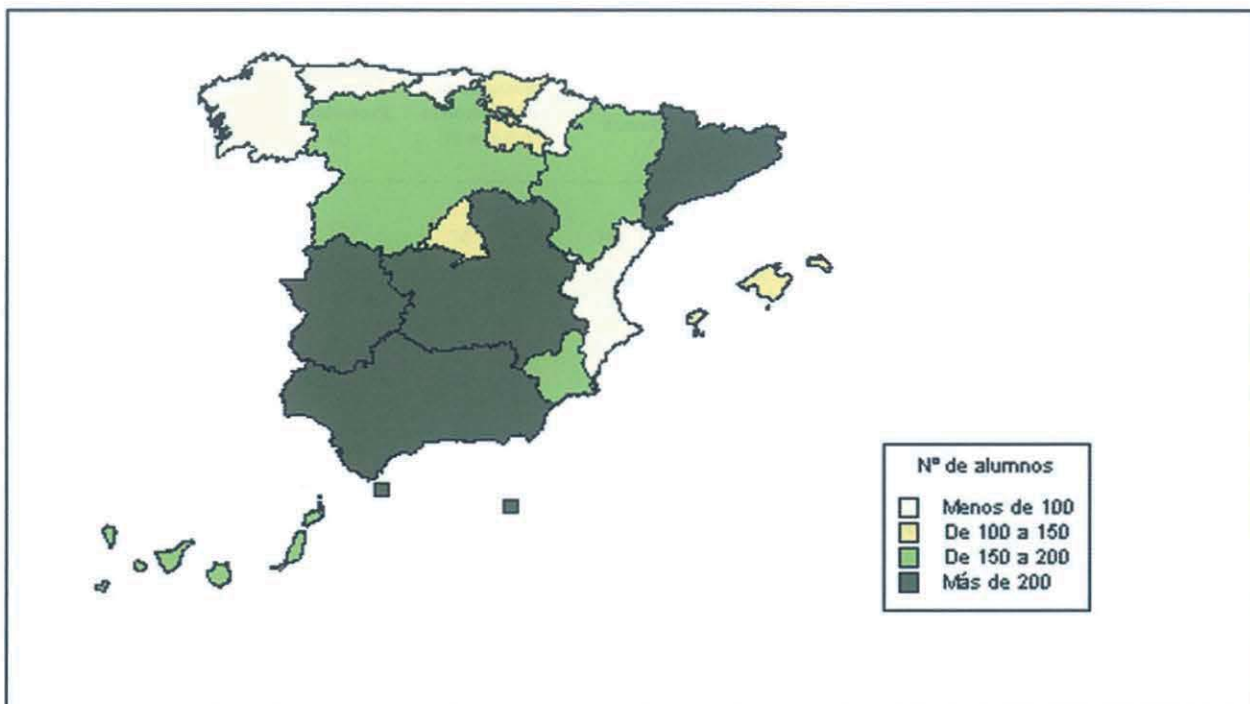 Nº de alumnos
Menos de 100
De 100 a 150
De 150 a 200
Más de 200